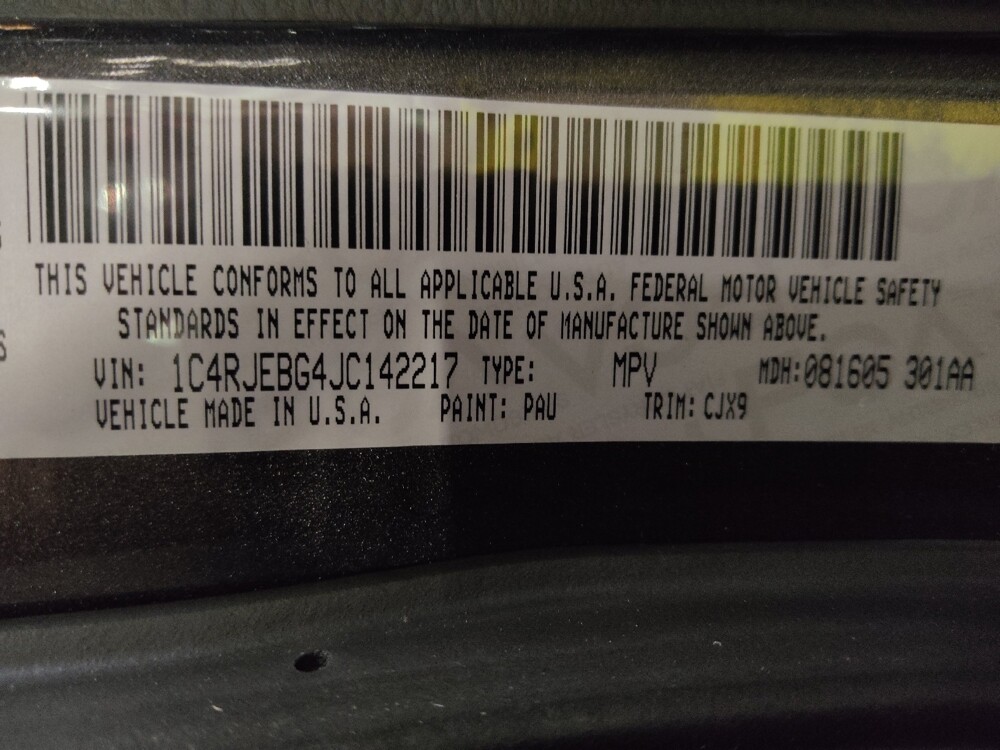 THIS VEHICLE CONFORMS TO ALL APPLICABLE U.S.A. FEDERAL MOTOR VEHICLE SAFETY
STANDARDS IN EFFECT ON THE DATE OF MANUFACTURE SHOWN ABOVE.
VIN: 1C4RJEBG4JC142217 TYPE: MPV MDH:081605 301AA
VEHICLE MADE IN U.S.A. PAINT: PAU TRIM: CJX9